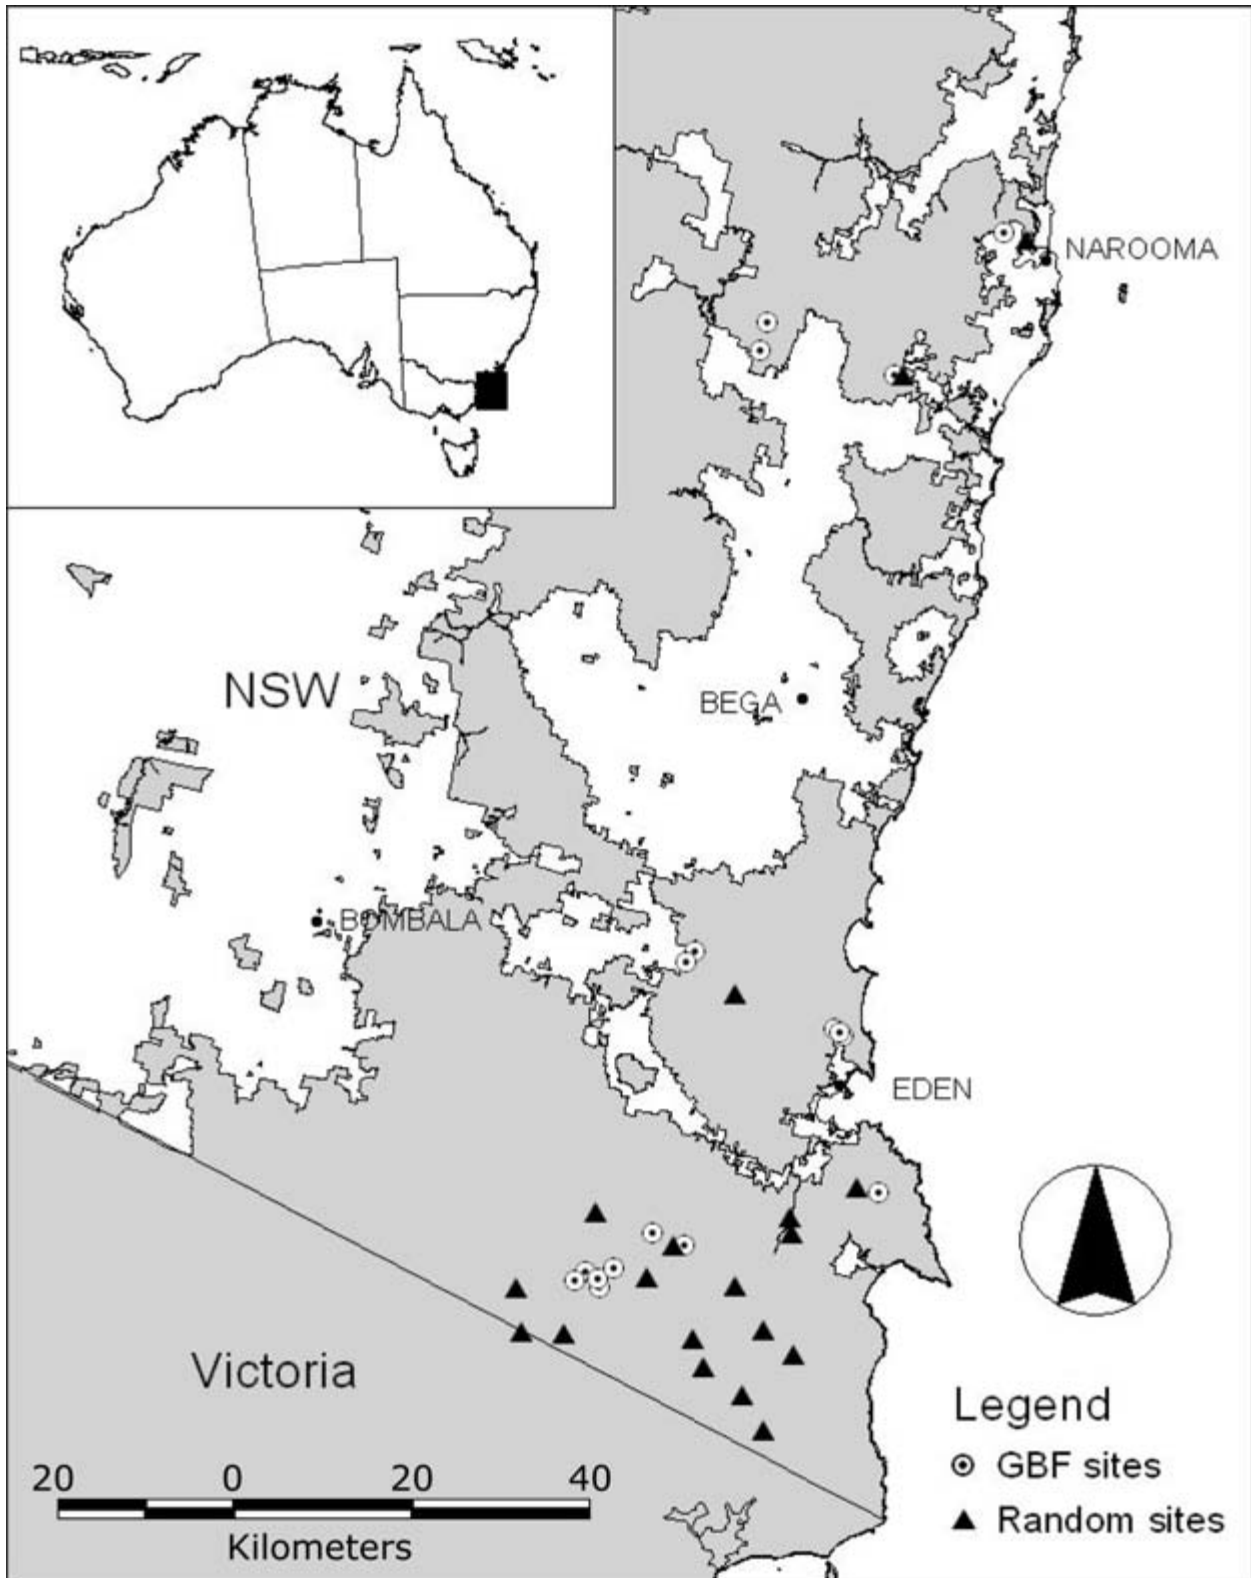 NAROOMA
NSW
BEGA
BOMBALA
EDEN
Victoria
Legend
GBF sites
Random sites
20 0 20 40
Kilometers